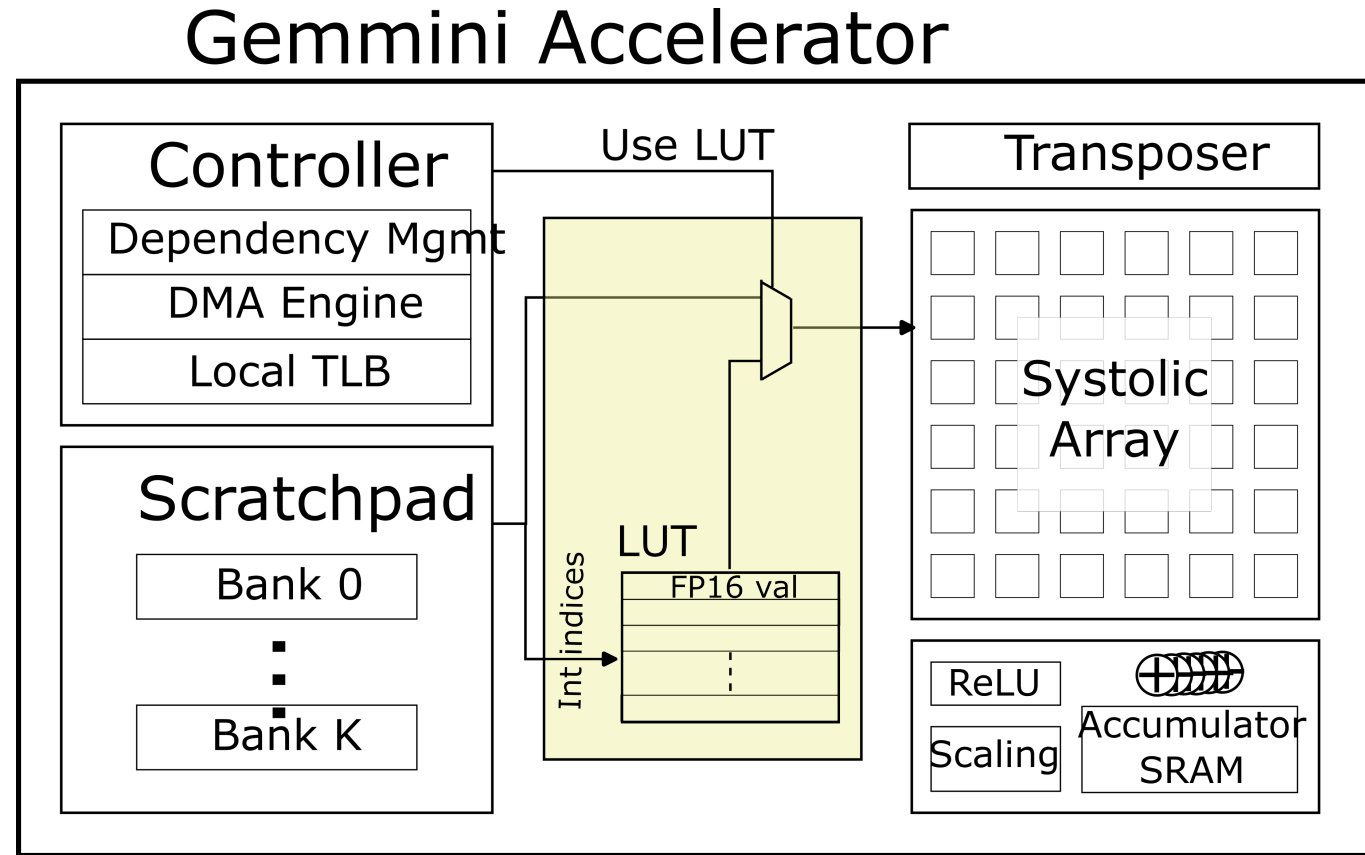 Gemmini Accelerator
Controller
Dependency Mgmt
DMA Engine
Local TLB
Scratchpad
Bank 0
Bank K
Use LUT
Int indices
LUT
FP16 val
Transposer
Systolic
Array
ReLU
Scaling
Accumulator
SRAM